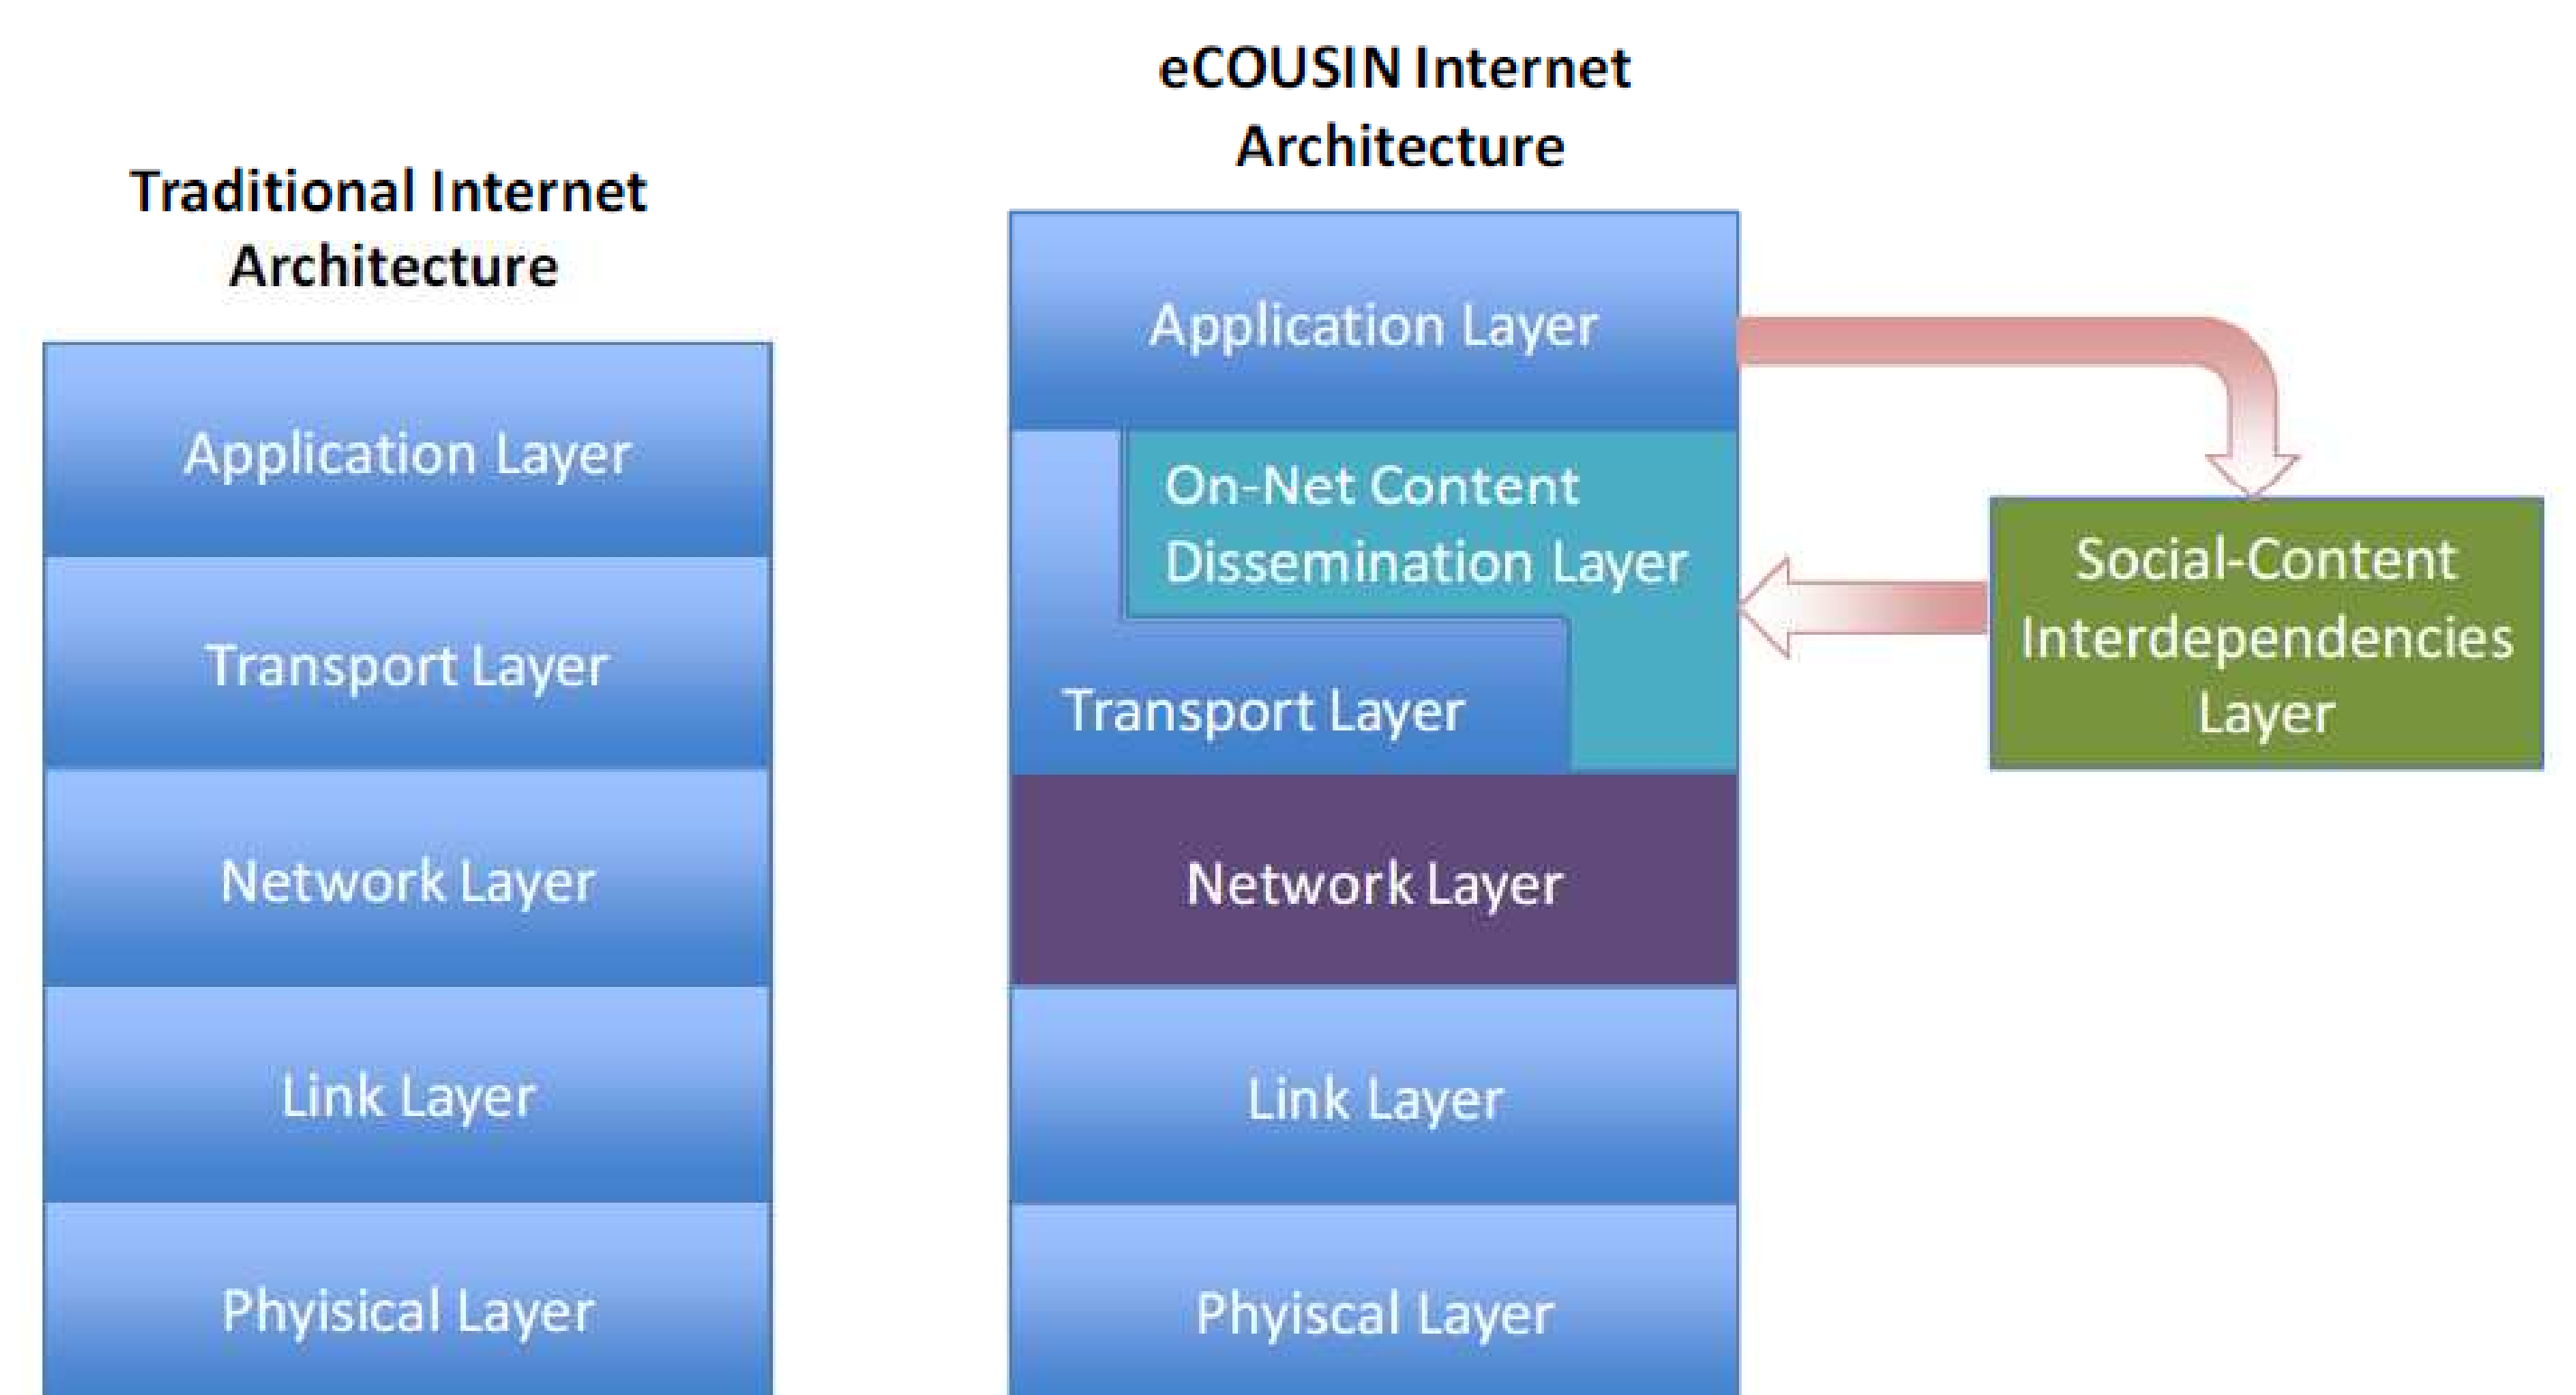 Traditional Internet
Architecture
Application Layer
Transport Layer
Network Layer
Link Layer
Phyisical Layer
eCOUSIN Internet
Architecture
Application Layer
On-Net Content
Dissemination Layer
Transport Layer
Network Layer
Link Layer
Phyiscal Layer
Social-Content
Interdependencies
Layer